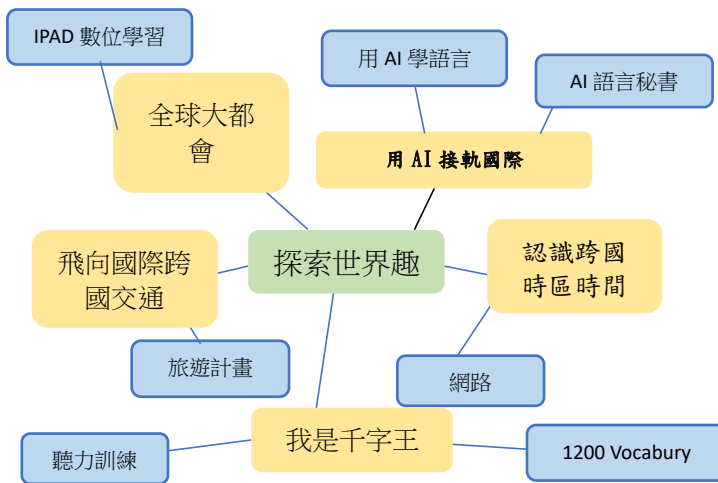 IPAD 數位學習
用 AI 學語言
AI 語言秘書
全球大都
會
用 AI 接軌國際
飛向國際跨
國交通
探索世界趣
認識跨國
時區時間
旅遊計畫
網路
聽力訓練
我是千字王
1200 Vocabury